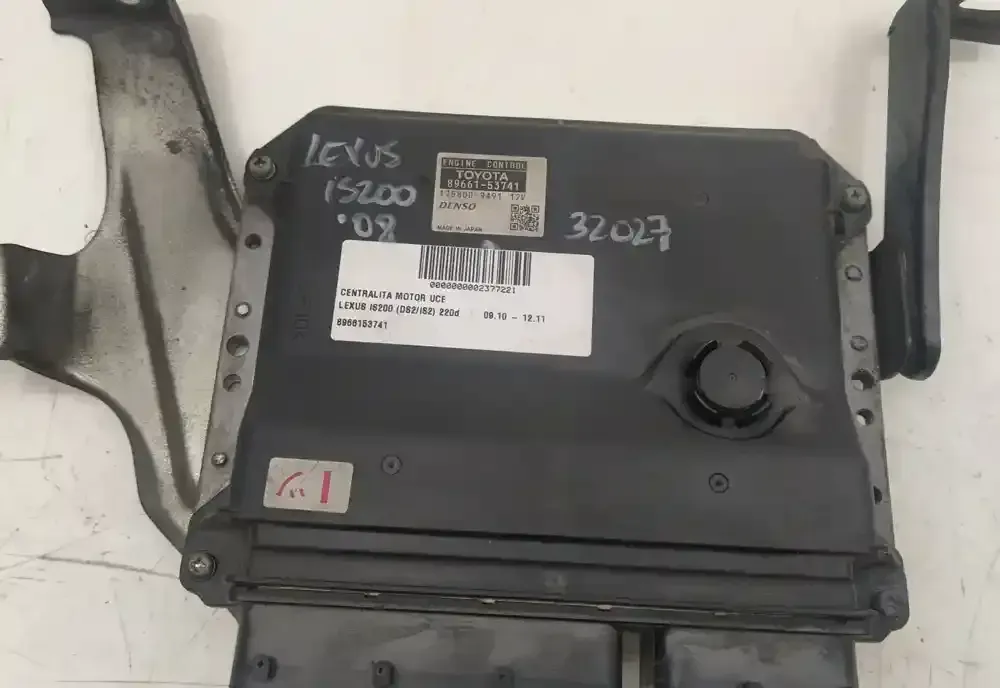 LEXUS
iS200
'08
ENGINE CONTROL
TOYOTA
89661-53741
175800-9491 12V
DENSO
MADE IN JAPAN
32027
0000000002377221
CENTRALITA MOTOR UCE
LEXUS IS200 (DS2/IS2) 220d 09.10 - 12.11
8966153741